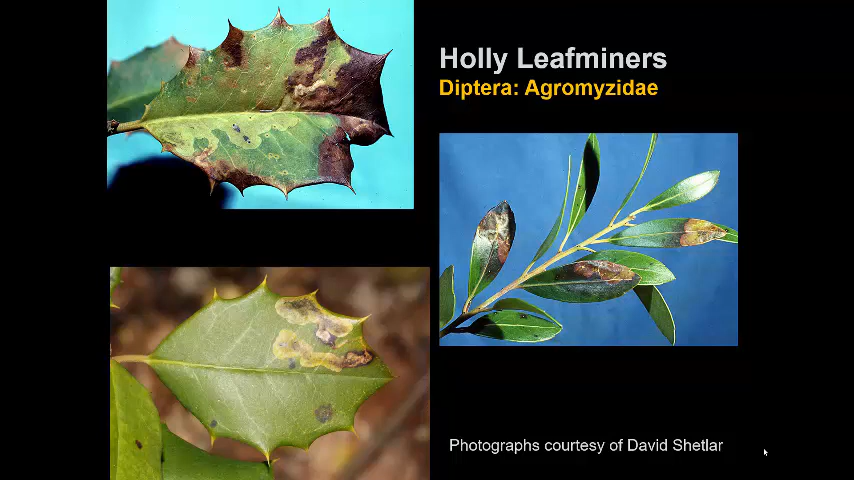 Holly Leafminers
Diptera: Agromyzidae
Photographs courtesy of David Shetlar